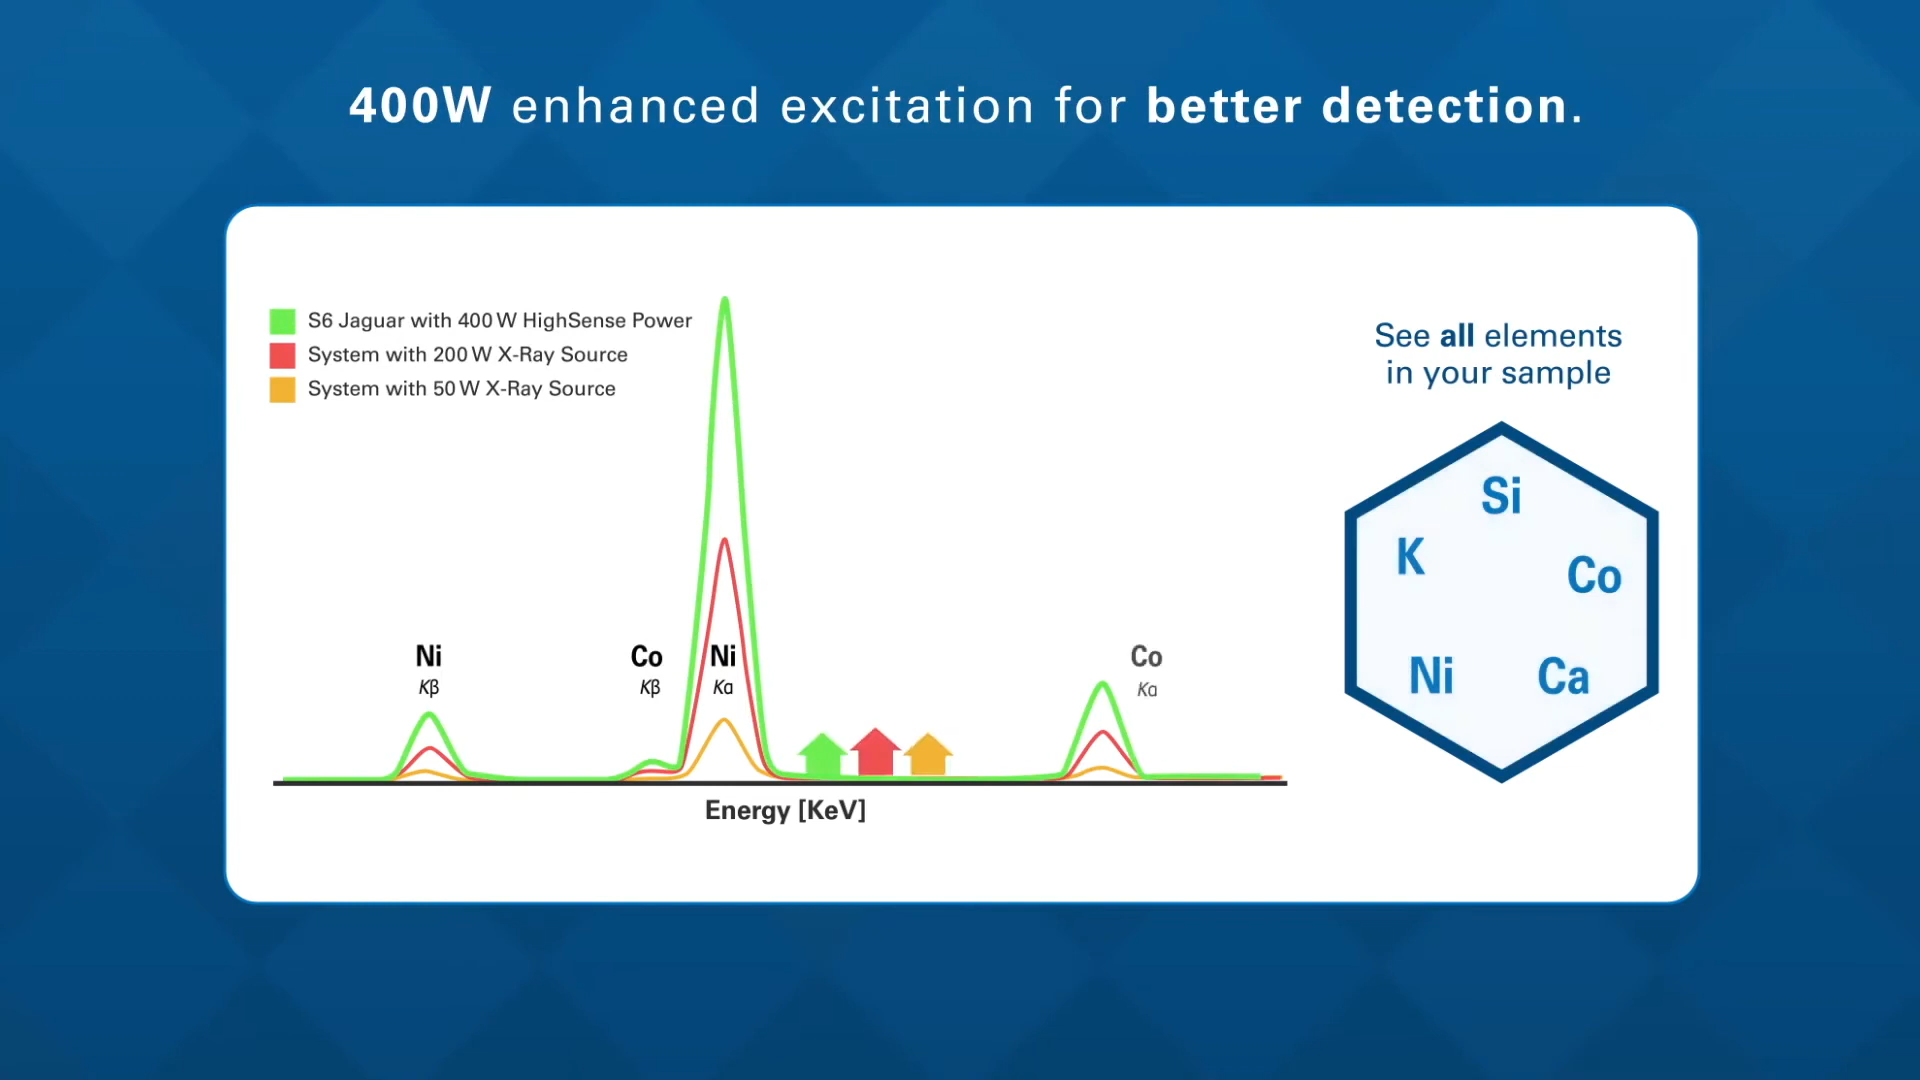 400W enhanced excitation for better detection.
S6 Jaguar with 400 W HighSense Power
System with 200 W X-Ray Source
System with 50 W X-Ray Source
See all elements
in your sample
Si
K
Co
Ni
Ca
Ni
Kβ
Co
Kβ
Ni
Kα
Co
Kα
Energy [KeV]